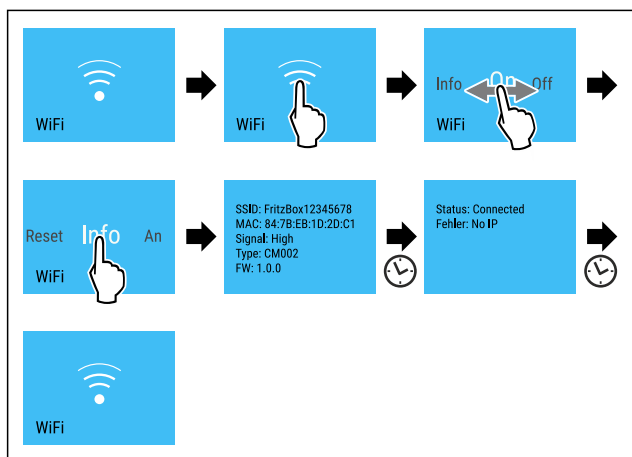 WiFi
WiFi
Info On Off
WiFi
Reset Info An
WiFi
SSID: FritzBox12345678
MAC: 84:7B:EB:1D:2D:C1
Signal: High
Type: CM002
FW: 1.0.0
Status: Connected
Fehler: No IP
WiFi